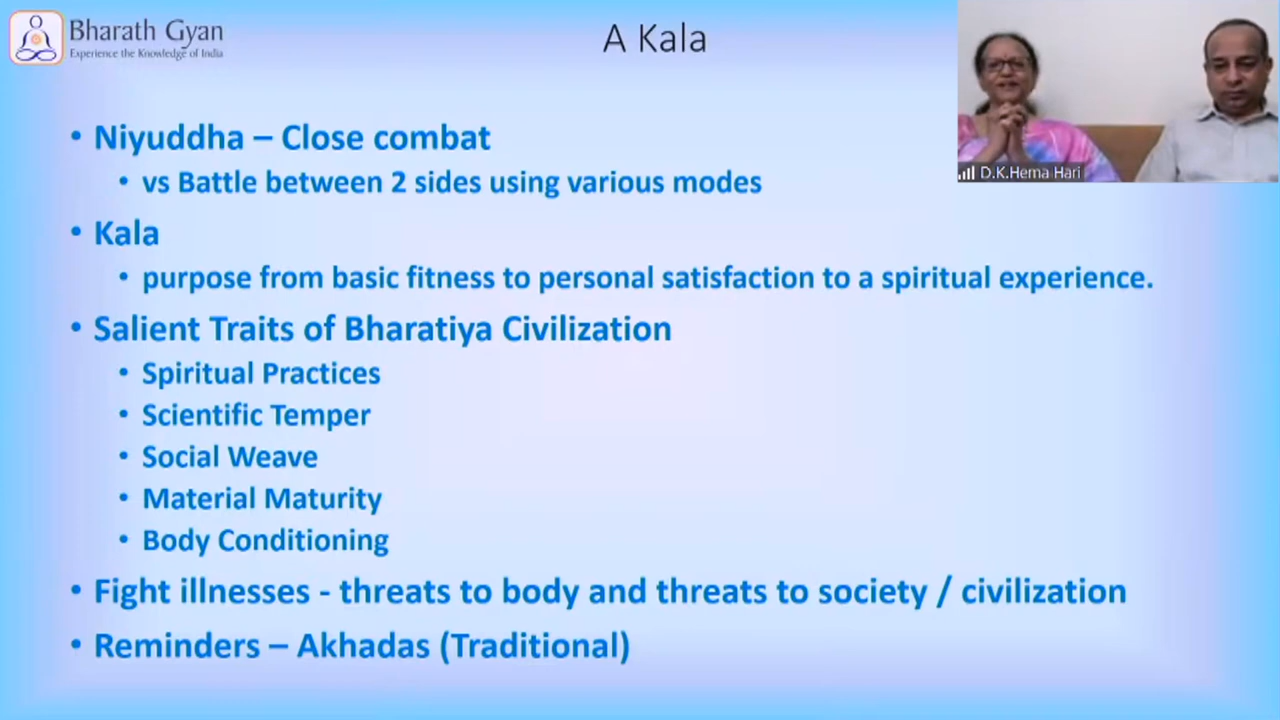 Bharath Gyan
Experience the Knowledge of India
A Kala
D.K.Hema Hari
• Niyuddha – Close combat
• vs Battle between 2 sides using various modes
• Kala
• purpose from basic fitness to personal satisfaction to a spiritual experience.
• Salient Traits of Bharatiya Civilization
• Spiritual Practices
• Scientific Temper
• Social Weave
• Material Maturity
• Body Conditioning
• Fight illnesses - threats to body and threats to society / civilization
• Reminders – Akhadas (Traditional)